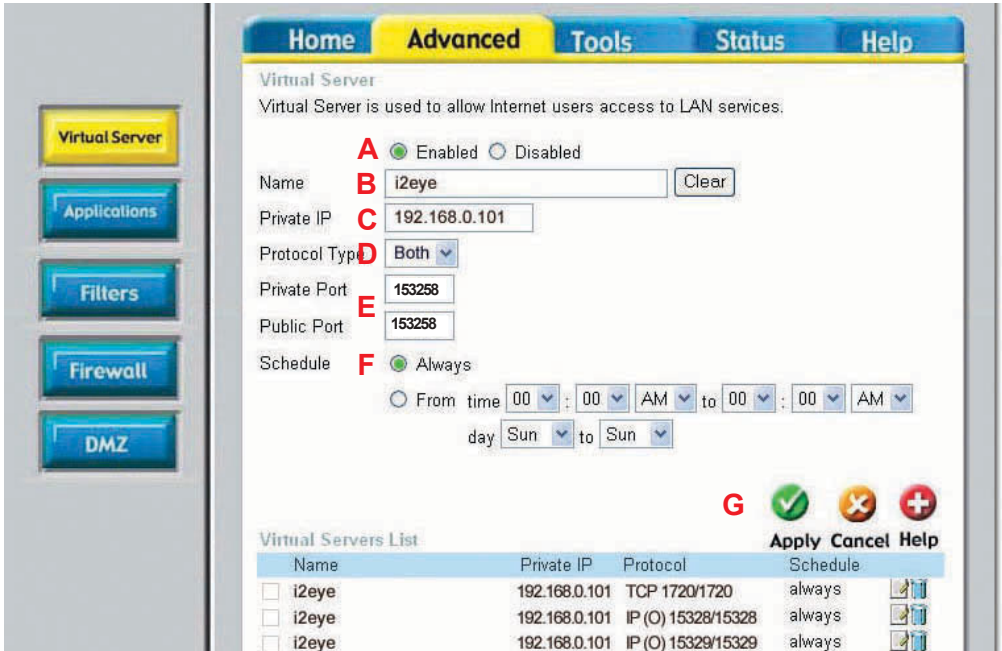 Home Advanced Tools Status Help
Virtual Server
Virtual Server is used to allow Internet users access to LAN services.
Virtual Server
Applications
Filters
Firewall
DMZ
A Enabled Disabled
Name B i2eye Clear
Private IP C 192.168.0.101
Protocol Type D Both
Private Port 153258
E
Public Port 153258
Schedule F Always
From time 00 : 00 AM to 00 : 00 AM
day Sun to Sun
G
Apply Cancel Help
Virtual Servers List
Name Private IP Protocol Schedule
i2eye 192.168.0.101 TCP 1720/1720 always
i2eye 192.168.0.101 IP (O) 15328/15328 always
i2eye 192.168.0.101 IP (O) 15329/15329 always